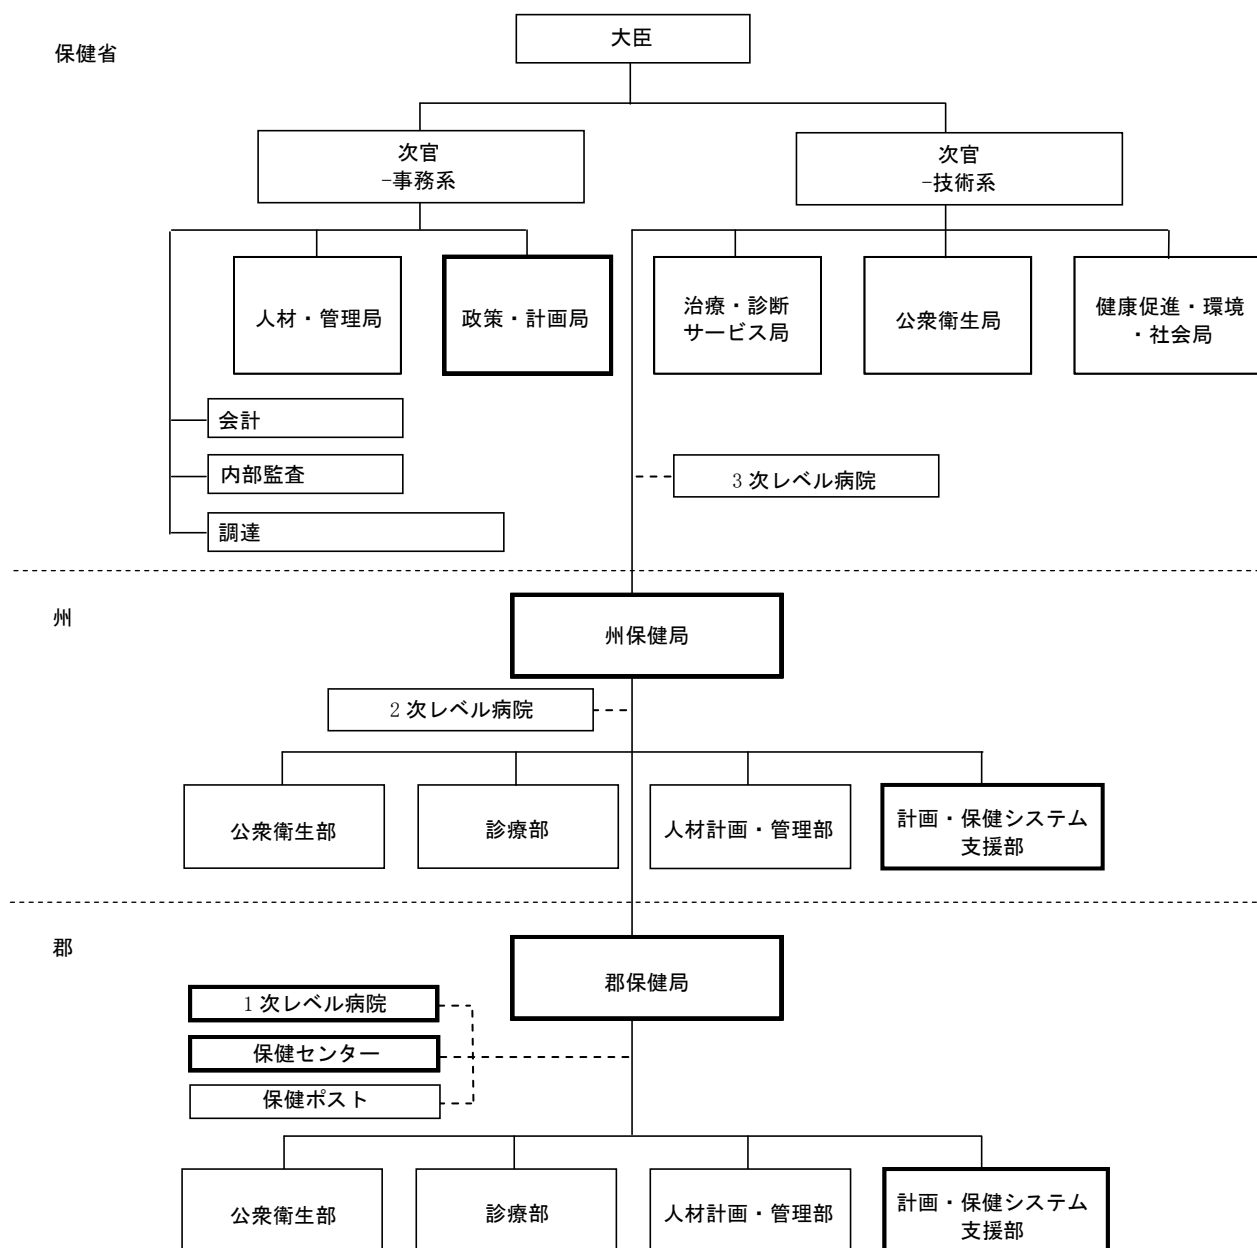 保健省
大臣
次官
-事務系
次官
-技術系
人材・管理局
政策・計画局
治療・診断
サービス局
公衆衛生局
健康促進・環境
・社会局
会計
内部監査
調達
3 次レベル病院
州
州保健局
2 次レベル病院
公衆衛生部
診療部
人材計画・管理部
計画・保健システム
支援部
郡
郡保健局
1 次レベル病院
保健センター
保健ポスト
公衆衛生部
診療部
人材計画・管理部
計画・保健システム
支援部